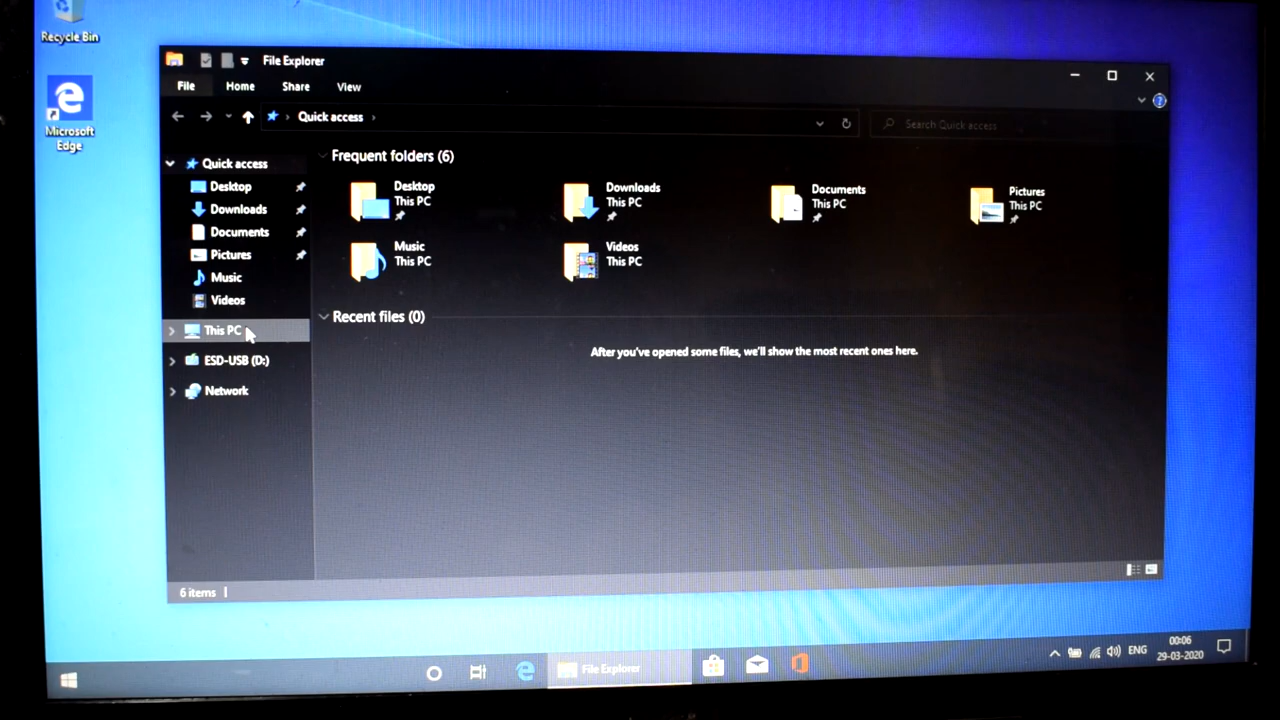 Recycle Bin
Microsoft
Edge
File Explorer
File
Home
Share
View
Quick access
Search Quick access
Quick access
Desktop
Downloads
Documents
Pictures
Music
Videos
This PC
ESD-USB (D:)
Network
Frequent folders (6)
Desktop
This PC
Downloads
This PC
Documents
This PC
Pictures
This PC
Music
This PC
Videos
This PC
Recent files (0)
After you've opened some files, we'll show the most recent ones here.
6 items
File Explorer
ENG
00:06
29-03-2020